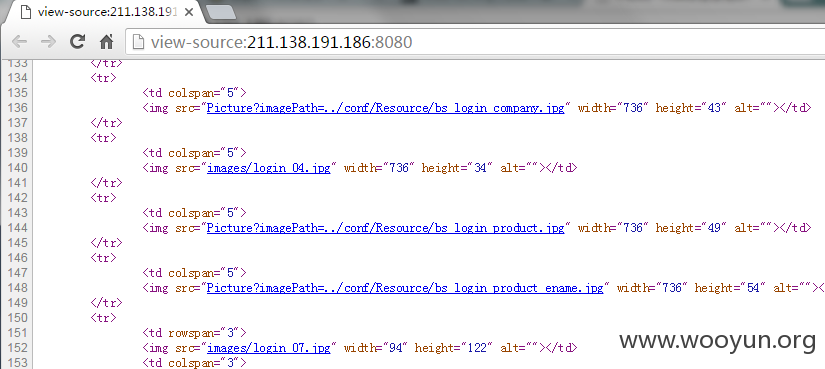 view-source:211.138.191
view-source:211.138.191.186:8080
133 </tr>
134 <tr>
135 <td colspan="5">
136 <img src="Picture?imagePath=../conf/Resource/bs_login_company.jpg" width="736" height="43" alt=""></td>
137 </tr>
138 <tr>
139 <td colspan="5">
140 <img src="images/login_04.jpg" width="736" height="34" alt=""></td>
141 </tr>
142 <tr>
143 <td colspan="5">
144 <img src="Picture?imagePath=../conf/Resource/bs_login_product.jpg" width="736" height="49" alt=""></td>
145 </tr>
146 <tr>
147 <td colspan="5">
148 <img src="Picture?imagePath=../conf/Resource/bs_login_product_ename.jpg" width="736" height="54" alt=""><
149 </tr>
150 <tr>
151 <td rowspan="3">
152 <img src="images/login_07.jpg" width="94" height="122" alt=""></td>
153 <td colspan="3">
www.wooyun.org